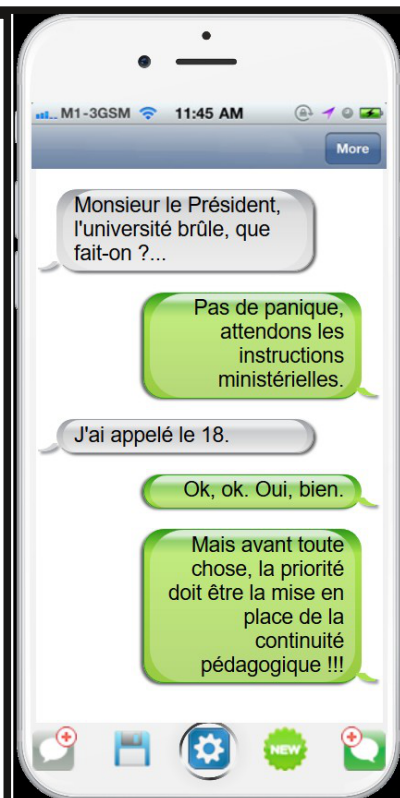 M1-3GSM 11:45 AM
More
Monsieur le Président,
l'université brûle, que
fait-on ?...
Pas de panique,
attendons les
instructions
ministérielles.
J'ai appelé le 18.
Ok, ok. Oui, bien.
Mais avant toute
chose, la priorité
doit être la mise en
place de la
continuité
pédagogique !!!
NEW